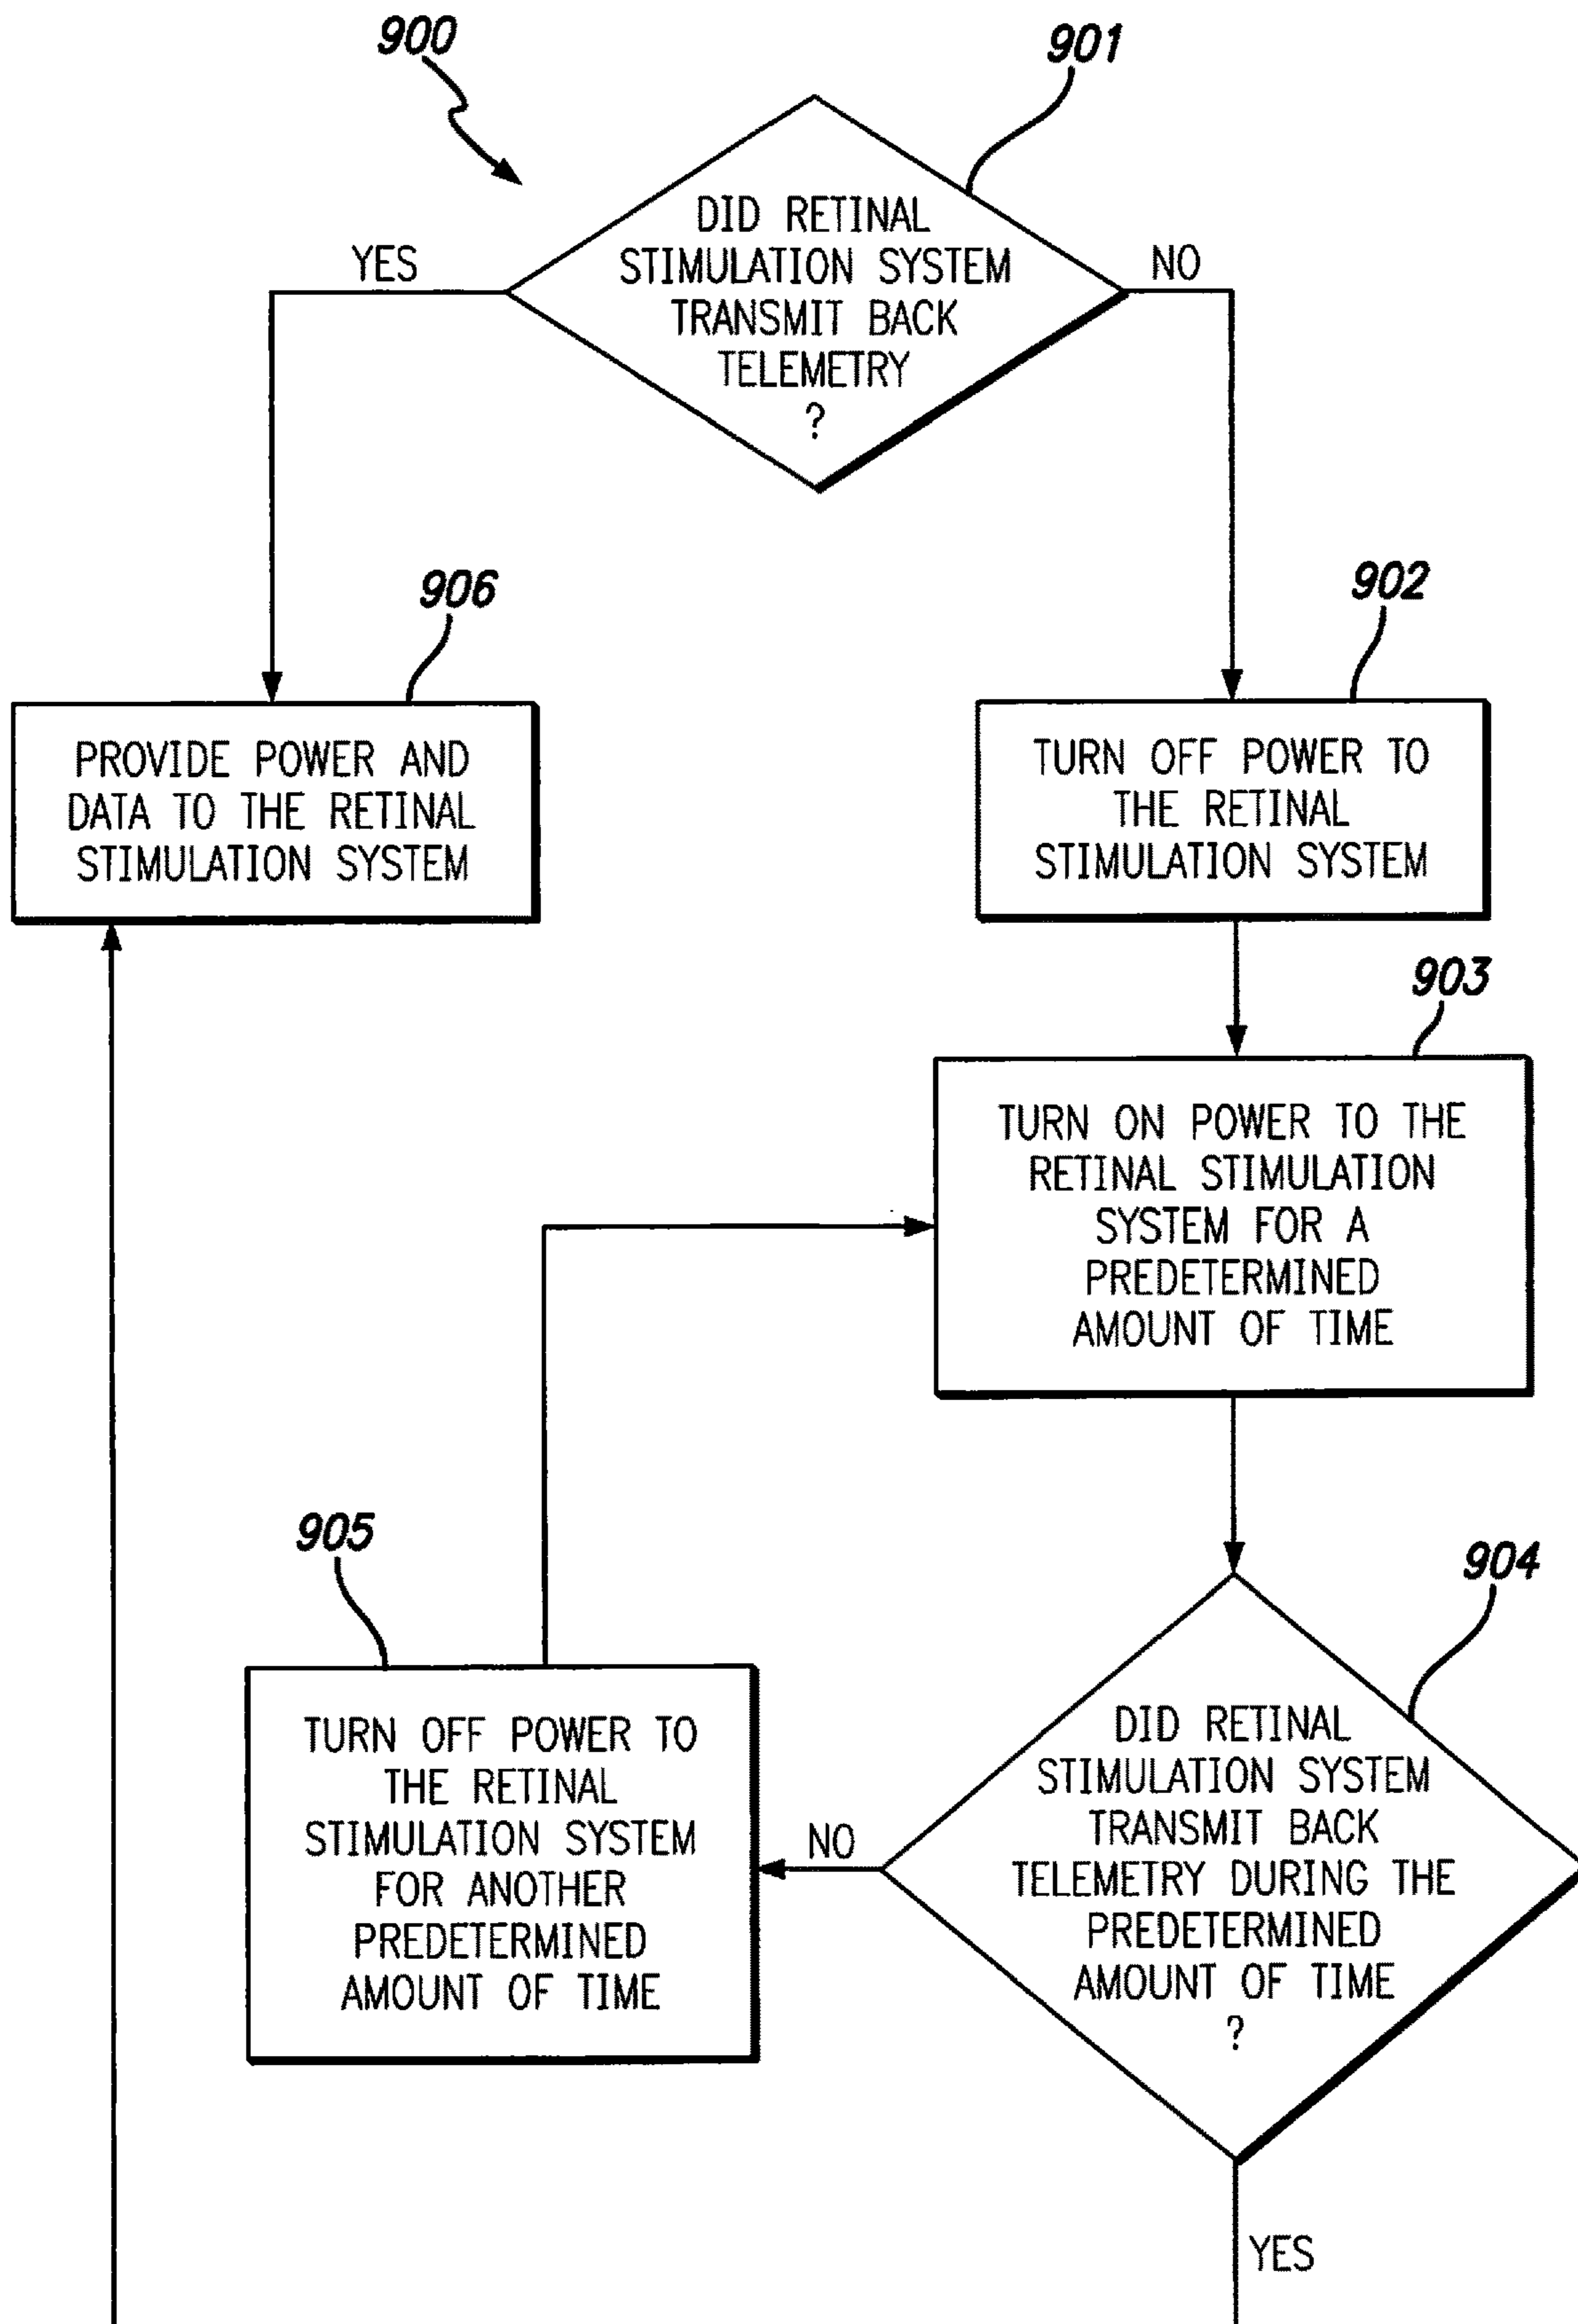 900
901
DID RETINAL
STIMULATION SYSTEM
TRANSMIT BACK
TELEMETRY
?
YES
NO
906
PROVIDE POWER AND
DATA TO THE RETINAL
STIMULATION SYSTEM
902
TURN OFF POWER TO
THE RETINAL
STIMULATION SYSTEM
903
TURN ON POWER TO THE
RETINAL STIMULATION
SYSTEM FOR A
PREDETERMINED
AMOUNT OF TIME
905
TURN OFF POWER TO
THE RETINAL
STIMULATION SYSTEM
FOR ANOTHER
PREDETERMINED
AMOUNT OF TIME
NO
904
DID RETINAL
STIMULATION SYSTEM
TRANSMIT BACK
TELEMETRY DURING THE
PREDETERMINED
AMOUNT OF TIME
?
YES